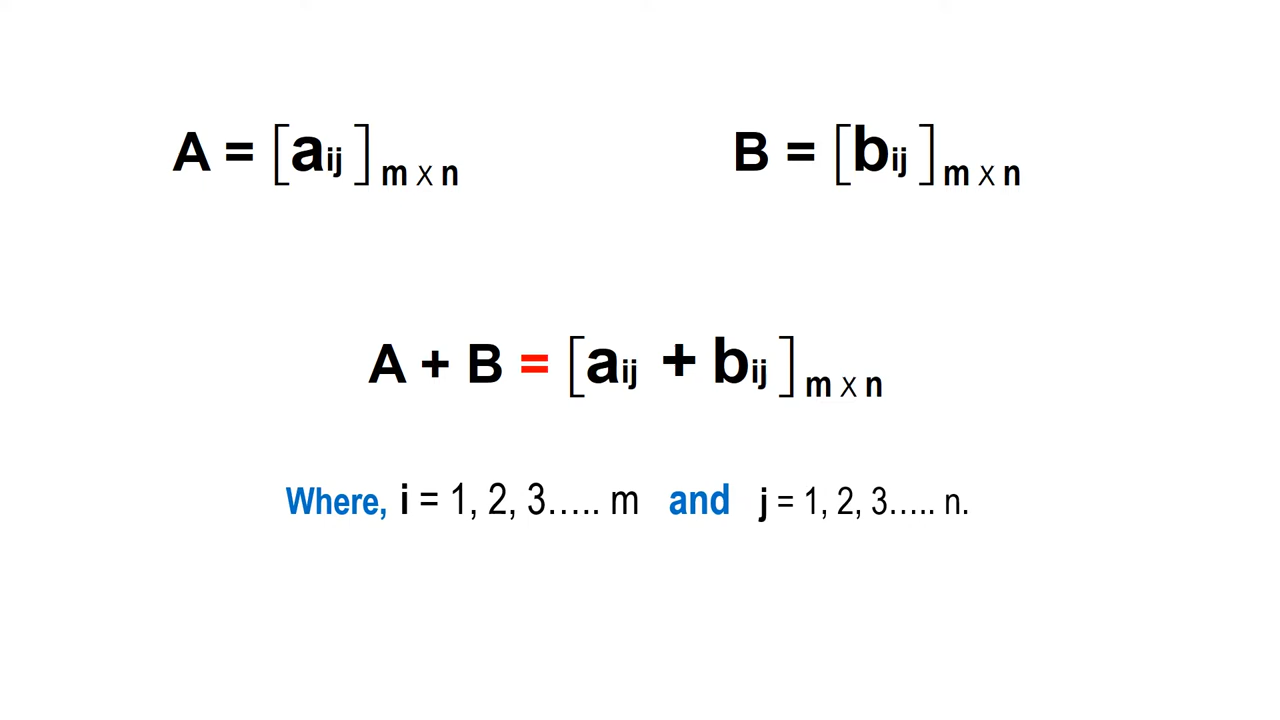 A = [aij]m x n
B = [bij]m x n
A + B = [aij + bij]m x n
Where, i = 1, 2, 3….. m and j = 1, 2, 3….. n.